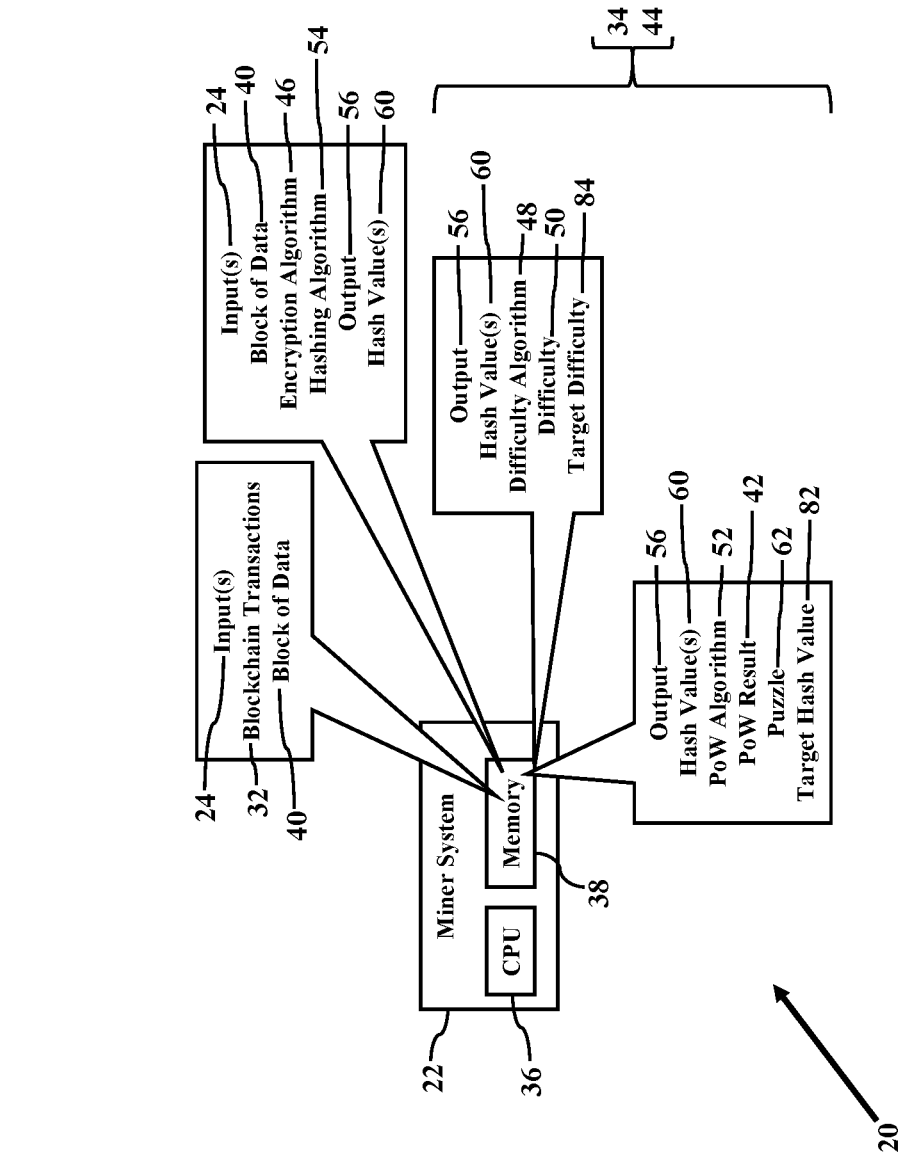 24 Input(s)
32 Blockchain Transactions
40 Block of Data
Input(s) 24
Block of Data 40
Encryption Algorithm 46
Hashing Algorithm 54
Output 56
Hash Value(s) 60
22
Miner System
CPU
36
Memory
38
Output 56
Hash Value(s) 60
Difficulty Algorithm 48
Difficulty 50
Target Difficulty 84
Output 56
Hash Value(s) 60
PoW Algorithm 52
PoW Result 42
Puzzle 62
Target Hash Value 82
34
44
20